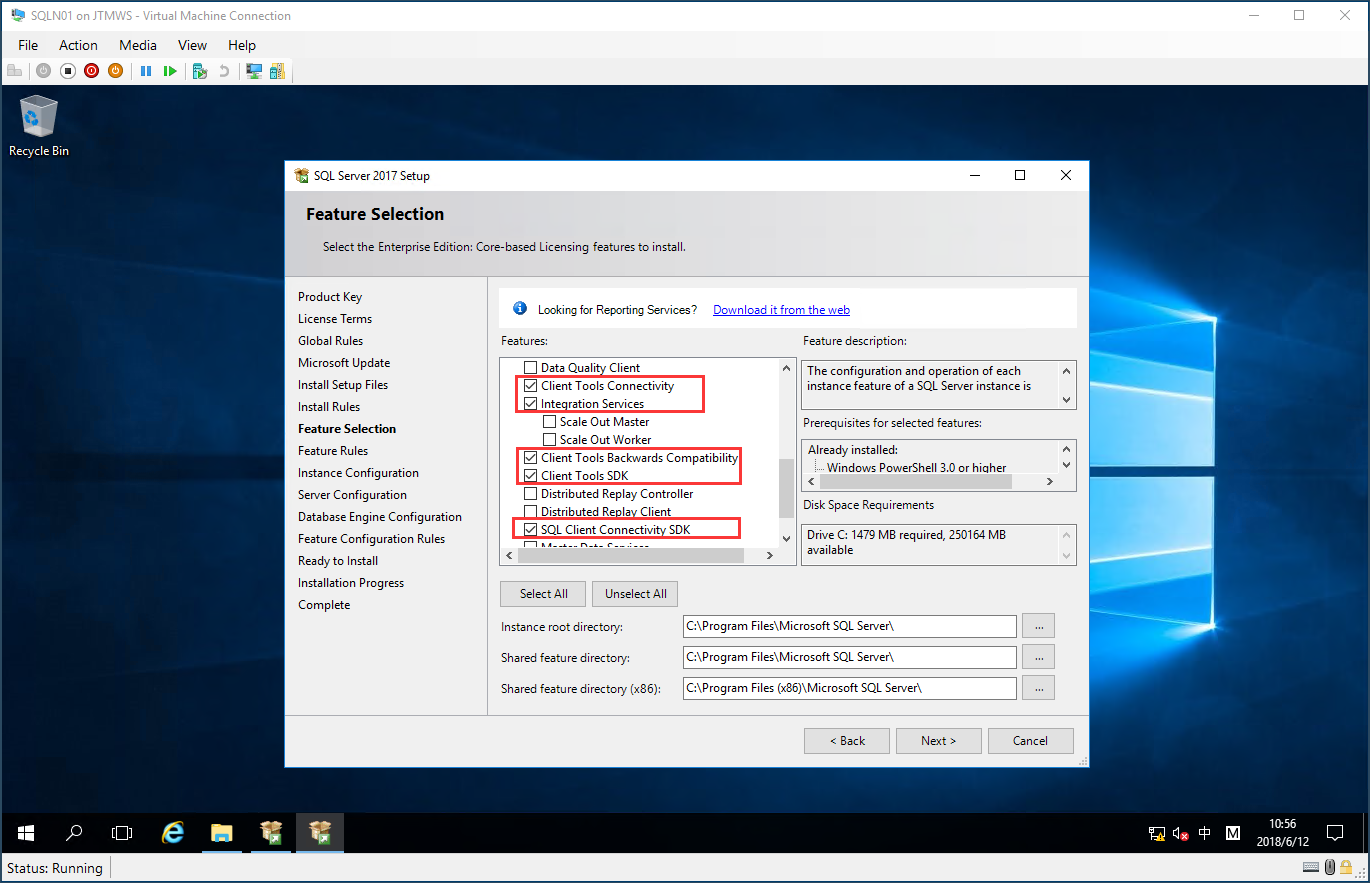 SQLN01 on JTMWS - Virtual Machine Connection
File Action Media View Help
Recycle Bin
SQL Server 2017 Setup
Feature Selection
Select the Enterprise Edition: Core-based Licensing features to install.
Product Key
License Terms
Global Rules
Microsoft Update
Install Setup Files
Install Rules
Feature Selection
Feature Rules
Instance Configuration
Server Configuration
Database Engine Configuration
Feature Configuration Rules
Ready to Install
Installation Progress
Complete
Looking for Reporting Services? Download it from the web
Features:
Data Quality Client
Client Tools Connectivity
Integration Services
Scale Out Master
Scale Out Worker
Client Tools Backwards Compatibility
Client Tools SDK
Distributed Replay Controller
Distributed Replay Client
SQL Client Connectivity SDK
Master Data Services
Feature description:
The configuration and operation of each
instance feature of a SQL Server instance is
Prerequisites for selected features:
Already installed:
Windows PowerShell 3.0 or higher
Disk Space Requirements
Drive C: 1479 MB required, 250164 MB
available
Select All
Unselect All
Instance root directory: C:\Program Files\Microsoft SQL Server\ ...
Shared feature directory: C:\Program Files\Microsoft SQL Server\ ...
Shared feature directory (x86): C:\Program Files (x86)\Microsoft SQL Server\ ...
< Back
Next >
Cancel
中
M
10:56
2018/6/12
Status: Running